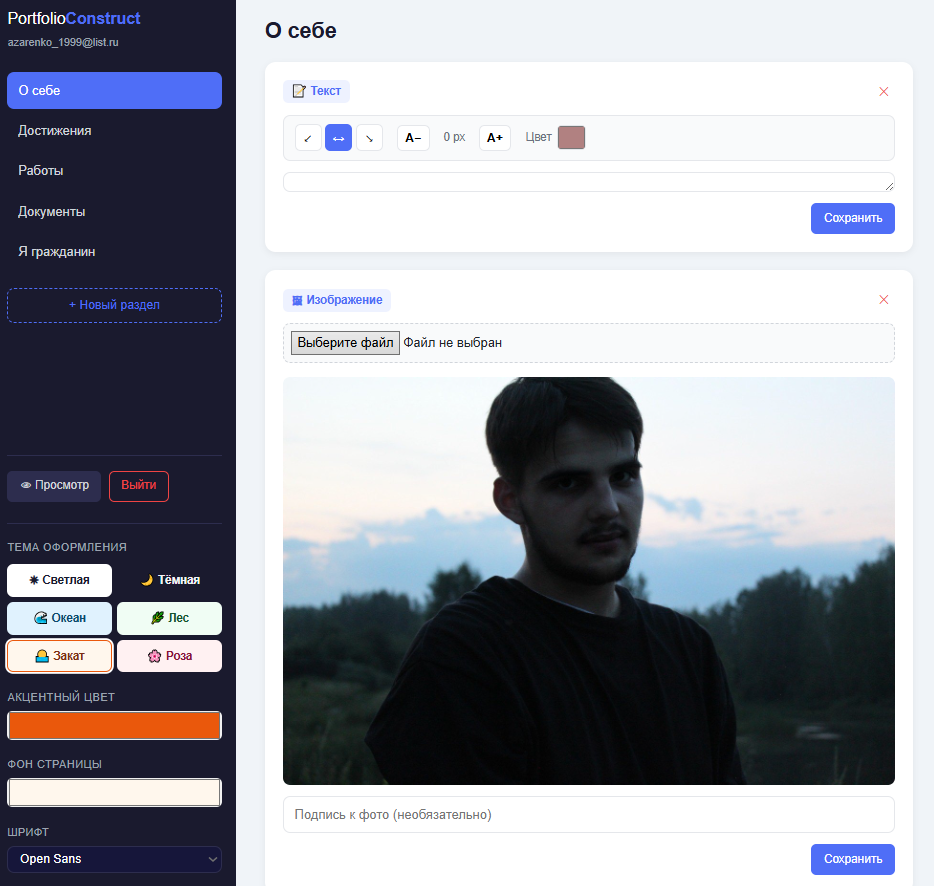 PortfolioConstruct
azarenko_1999@list.ru
О себе
Достижения
Работы
Документы
Я гражданин
+ Новый раздел
Просмотр
Выйти
ТЕМА ОФОРМЛЕНИЯ
Светлая
Тёмная
Океан
Лес
Закат
Роза
АКЦЕНТНЫЙ ЦВЕТ
ФОН СТРАНИЦЫ
ШРИФТ
Open Sans
О себе
Текст
A− 0 px A+ Цвет
Сохранить
Изображение
Выберите файл Файл не выбран
Подпись к фото (необязательно)
Сохранить